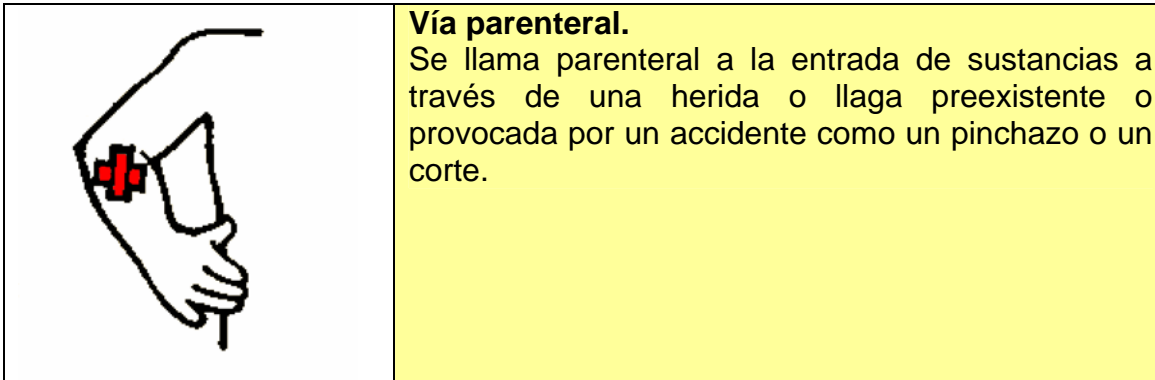 Vía parenteral.
Se llama parenteral a la entrada de sustancias a
través de una herida o llaga preexistente o
provocada por un accidente como un pinchazo o un
corte.